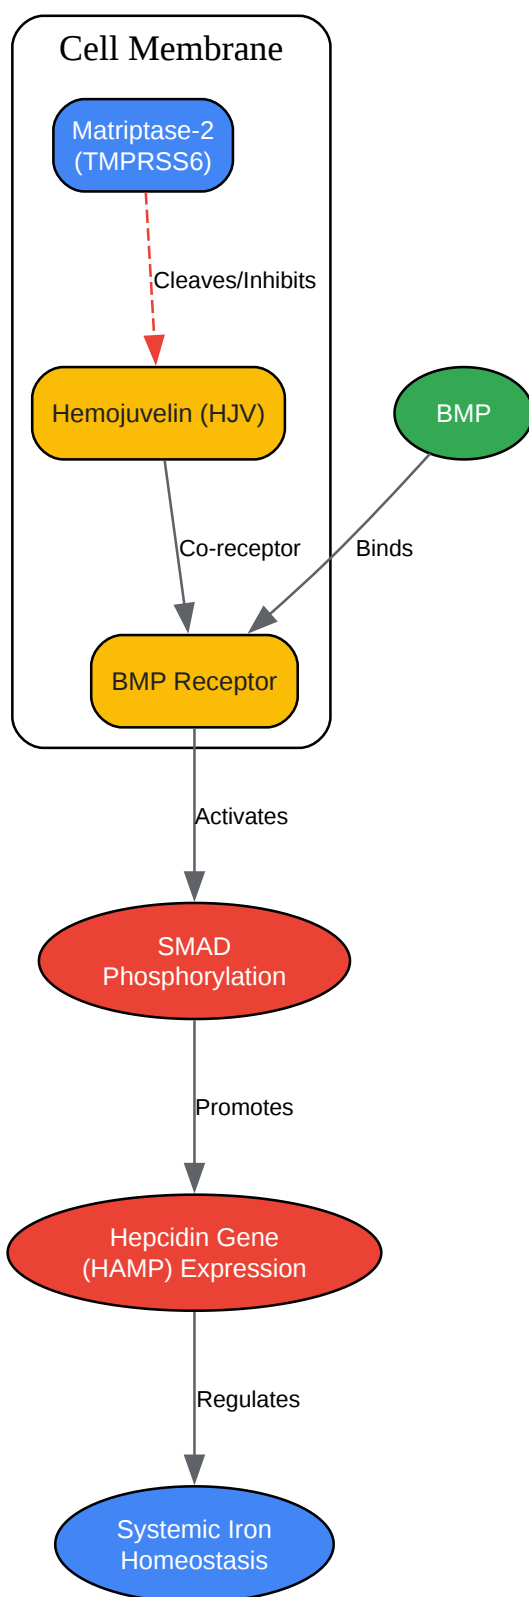 Cell Membrane
Matriptase-2
(TMPRSS6)
Cleaves/Inhibits
Hemojuvelin (HJV)
BMP
Co-receptor
Binds
BMP Receptor
Activates
SMAD
Phosphorylation
Promotes
Hepcidin Gene
(HAMP) Expression
Regulates
Systemic Iron
Homeostasis